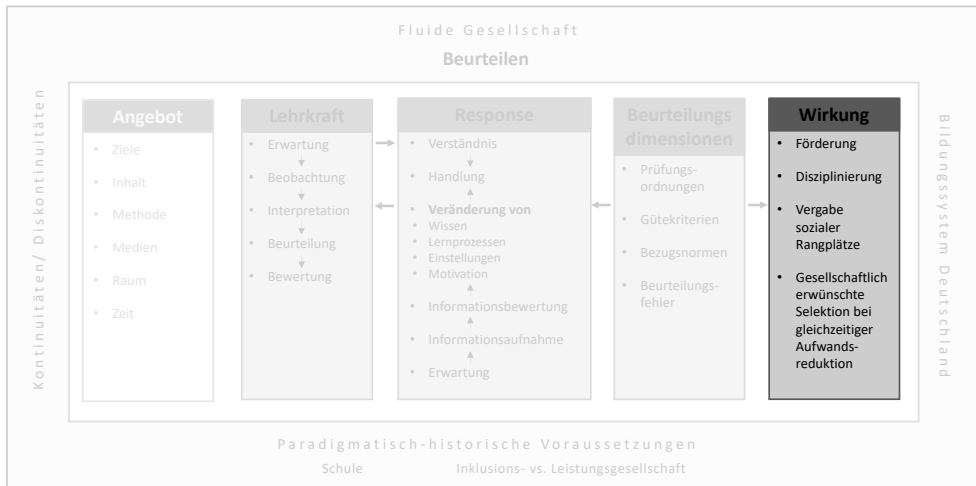 Fluide Gesellschaft
Beurteilen
Kontinuitäten/ Diskontinuitäten
Angebot
• Ziele
• Inhalt
• Methode
• Medien
• Raum
• Zeit
Lehrkraft
• Erwartung
• Beobachtung
• Interpretation
• Beurteilung
• Bewertung
Response
• Verständnis
• Handlung
• Veränderung von
• Wissen
• Lernprozessen
• Einstellungen
• Motivation
• Informationsbewertung
• Informationsaufnahme
• Erwartung
Beurteilungs
dimensionen
• Prüfungs-
ordnungen
• Gütekriterien
• Bezugsnormen
• Beurteilungs-
fehler
Wirkung
• Förderung
• Disziplinierung
• Vergabe
sozialer
Rangplätze
• Gesellschaftlich
erwünschte
Selektion bei
gleichzeitiger
Aufwands-
reduktion
Bildungssystem Deutschland
Paradigmatisch-historische Voraussetzungen
Schule Inklusions- vs. Leistungsgesellschaft